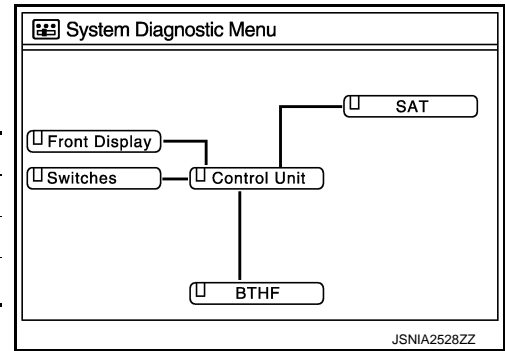 System Diagnostic Menu
SAT
Front Display
Switches
Control Unit
BTHF
JSNIA2528ZZ